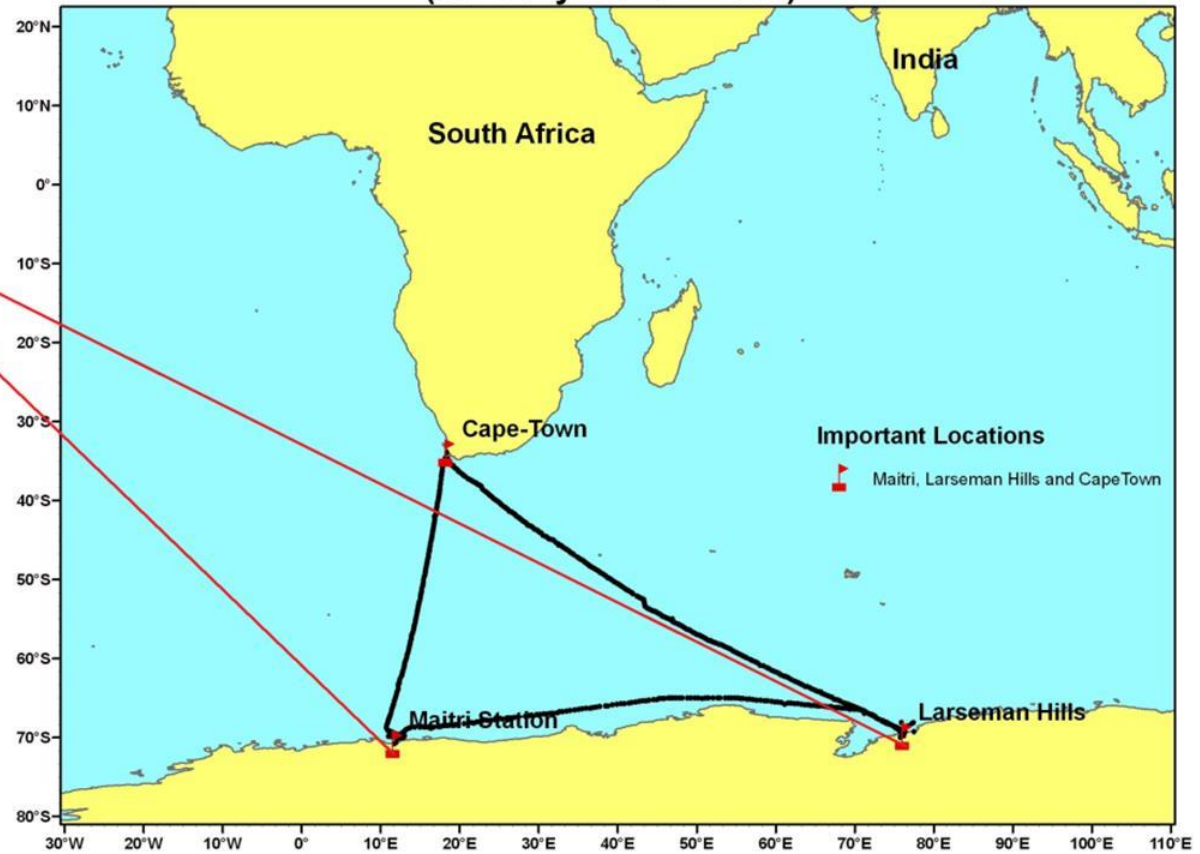 20°N
India
10°N
South Africa
0°
10°S
20°S
30°S
Cape-Town
Important Locations
Maitri, Larseman Hills and CapeTown
40°S
50°S
60°S
Maitri Station
Larseman Hills
70°S
80°S
30°W 20°W 10°W 0° 10°E 20°E 30°E 40°E 50°E 60°E 70°E 80°E 90°E 100°E 110°E